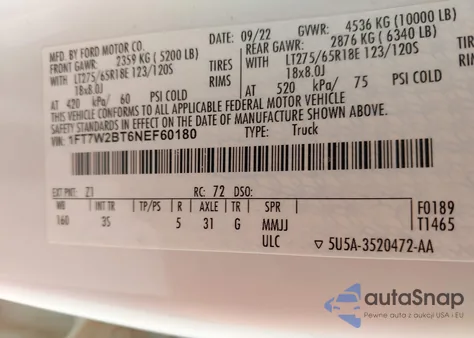 MFD. BY FORD MOTOR CO.
DATE: 09/22 GVWR: 4536 KG (10000 LB)
FRONT GAWR: 2359 KG (5200 LB) REAR GAWR: 2876 KG (6340 LB)
LT275/65R18E 123/120S TIRES LT275/65R18E 123/120S
18x8.0J RIMS 18x8.0J
AT 420 kPa/ 60 PSI COLD AT 520 kPa/ 75 PSI COLD
THIS VEHICLE CONFORMS TO ALL APPLICABLE FEDERAL MOTOR VEHICLE
SAFETY STANDARDS IN EFFECT ON THE DATE OF MANUFACTURE SHOWN ABOVE.
VIN: 1FT7W2BT6NEF60180 TYPE: Truck
EXT PNT: Z1 RC: 72 DSO:
WB INT TR TP/PS R AXLE TR SPR
160 3S 5 31 G MMJJ
ULC
F0189
T1465
▽ 5U5A-3520472-AA
autoSnap
Pewne auta z aukcji USA i EU